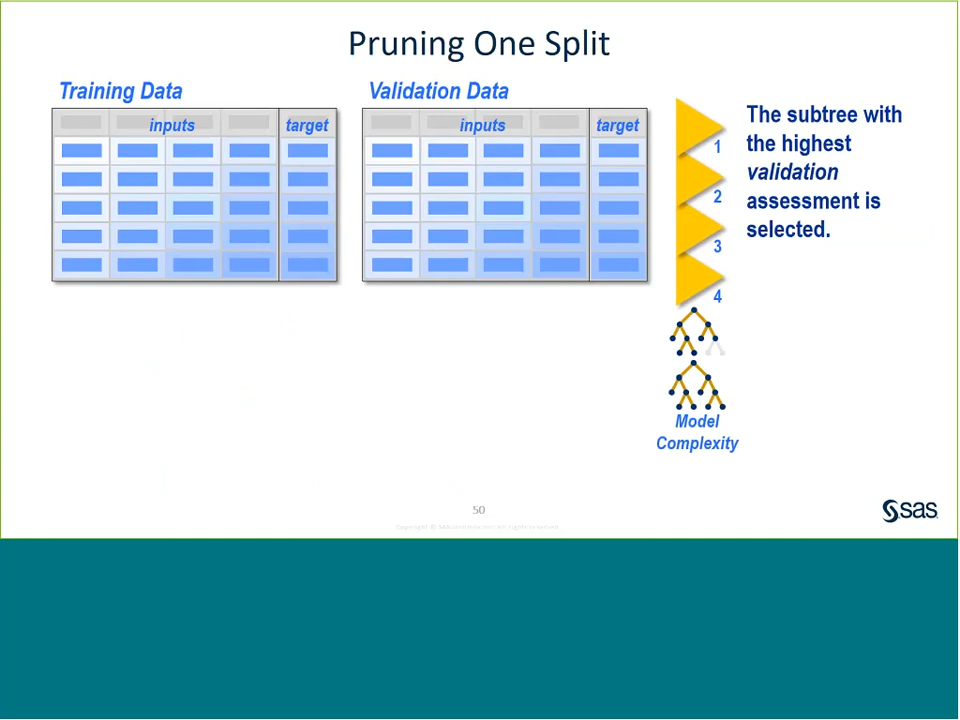 Pruning One Split
Training Data
inputs
target
Validation Data
inputs
target
1
2
3
4
The subtree with
the highest
validation
assessment is
selected.
Model
Complexity
50
sas